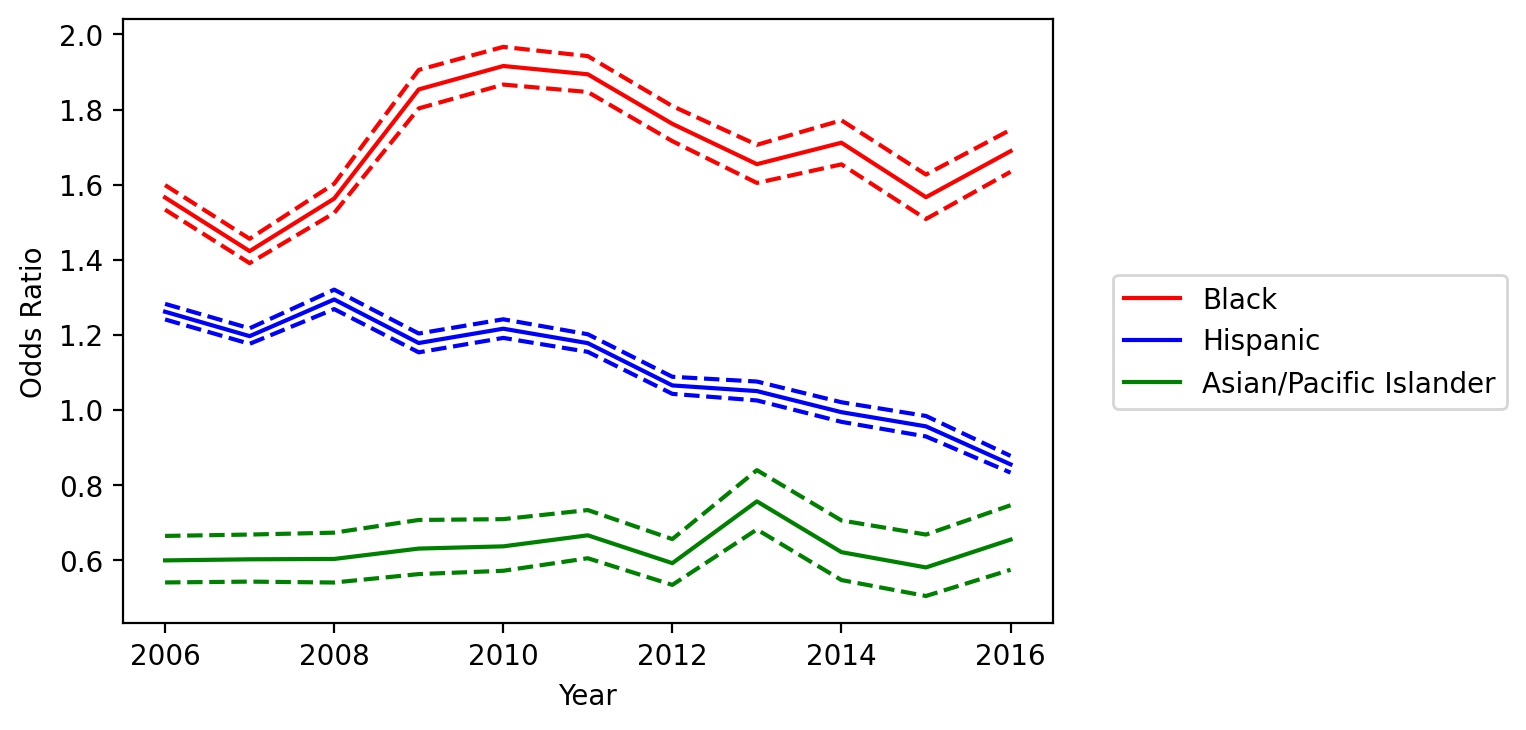 2.0
1.8
1.6
1.4
1.2
1.0
0.8
0.6
Odds Ratio
2006 2008 2010 2012 2014 2016
Year
Black
Hispanic
Asian/Pacific Islander